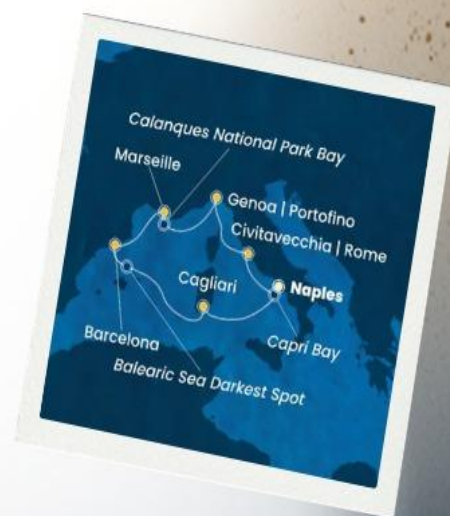 Calanques National Park Bay
Marseille
Genoa | Portofino
Civitavecchia | Rome
Cagliari
Naples
Capri Bay
Barcelona
Balearic Sea Darkest Spot